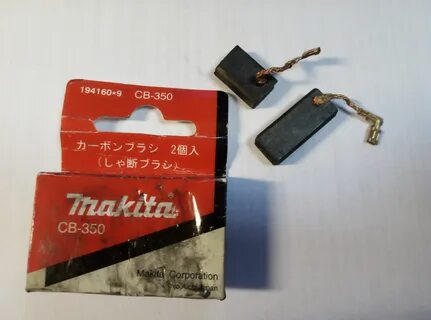 194160*9 CB-350
カーボンブラシ 2個入
(しゃ断ブラシ)
makita
CB-350
Makita Corporation
Japan